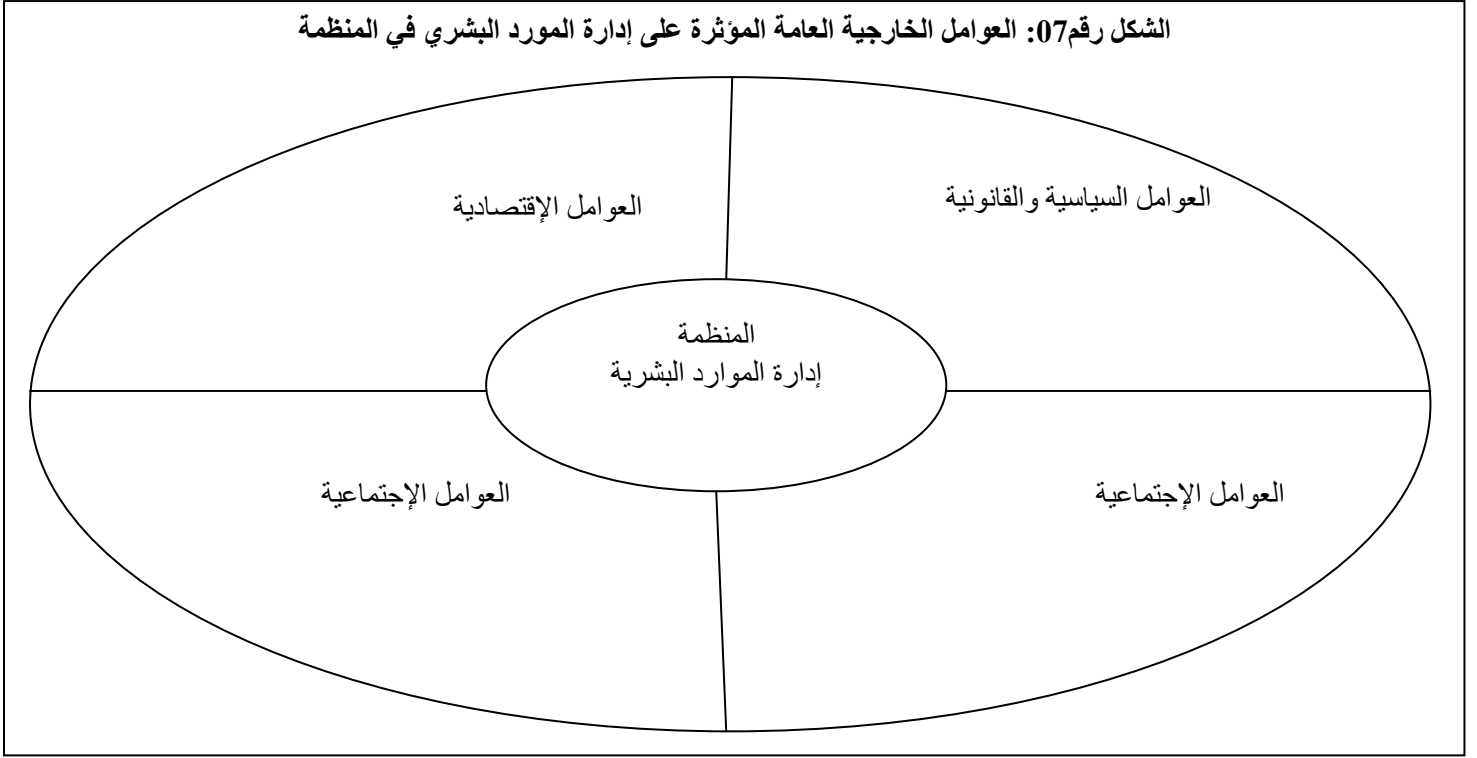 الشكل رقم07: العوامل الخارجية العامة المؤثرة على إدارة المورد البشري في المنظمة
العوامل السياسية والقانونية
العوامل الإقتصادية
المنظمة
إدارة الموارد البشرية
العوامل الإجتماعية
العوامل الإجتماعية